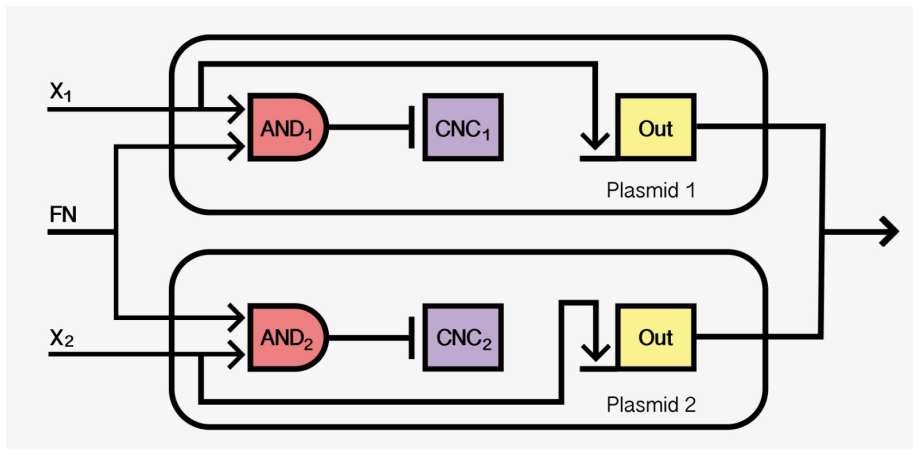 X₁
AND₁
CNC₁
Out
Plasmid 1
FN
X₂
AND₂
CNC₂
Out
Plasmid 2